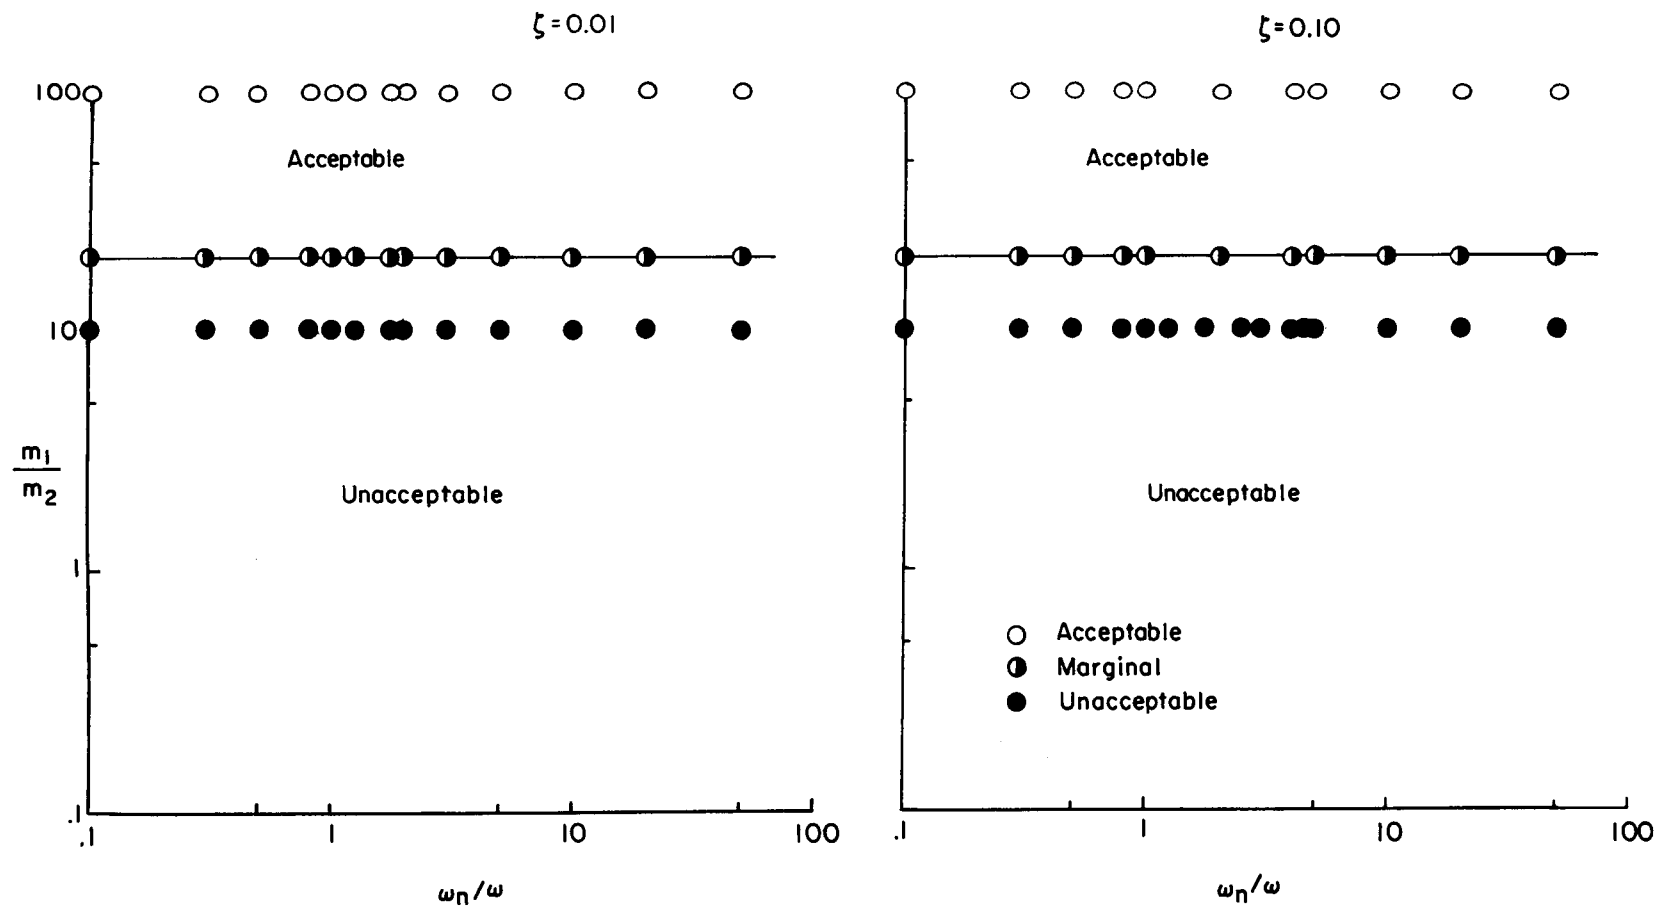 ζ=0.01
100
Acceptable
10
m₁
m₂
Unacceptable
1
.1
.1
1
10
100
ωn/ω
ζ=0.10
Acceptable
Unacceptable
Acceptable
Marginal
Unacceptable
.1
1
10
100
ωn/ω